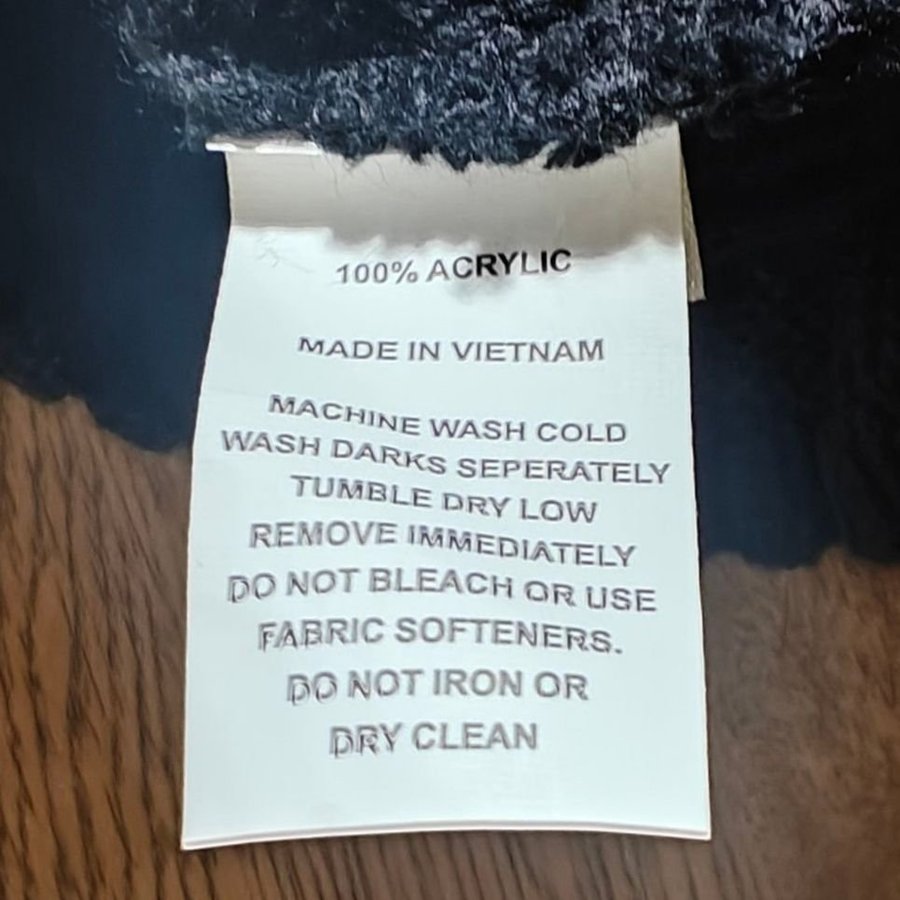 100% ACRYLIC
MADE IN VIETNAM
MACHINE WASH COLD
WASH DARKS SEPERATELY
TUMBLE DRY LOW
REMOVE IMMEDIATELY
DO NOT BLEACH OR USE
FABRIC SOFTENERS.
DO NOT IRON OR
DRY CLEAN